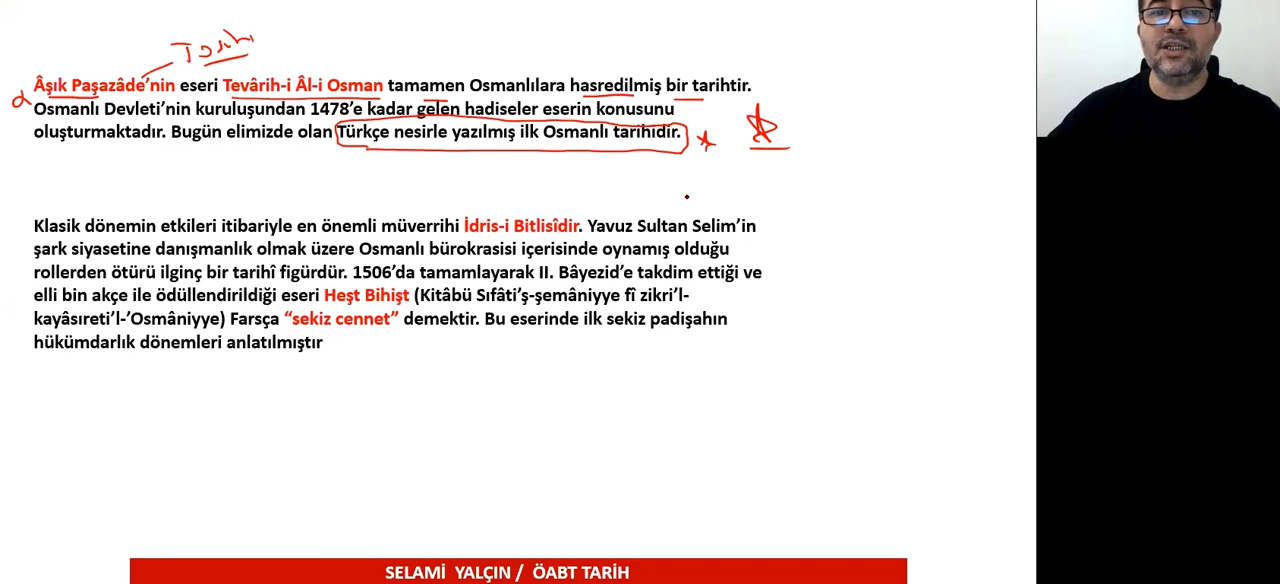 Tarihi
Âşık Paşazâde’nin eseri Tevârih-i Âl-i Osman tamamen Osmanlılara hasredilmiş bir tarihtir.
Osmanlı Devleti’nin kuruluşundan 1478’e kadar gelen hadiseler eserin konusunu
oluşturmaktadır. Bugün elimizde olan Türkçe nesirle yazılmış ilk Osmanlı tarihidir.
Klasik dönemin etkileri itibariyle en önemli müverrihi İdris-i Bitlisîdir. Yavuz Sultan Selim’in
şark siyasetine danışmanlık olmak üzere Osmanlı bürokrasisi içerisinde oynamış olduğu
rollerden ötürü ilginç bir tarihî figürdür. 1506’da tamamlayarak II. Bâyezid’e takdim ettiği ve
elli bin akçe ile ödüllendirildiği eseri Heşt Bihişt (Kitâbü Sıfâti’ş-şemâniyye fî zikri’l-
kayâsıreti’l-’Osmâniyye) Farsça “sekiz cennet” demektir. Bu eserinde ilk sekiz padişahın
hükümdarlık dönemleri anlatılmıştır
SELAMİ YALÇIN / ÖABT TARİH